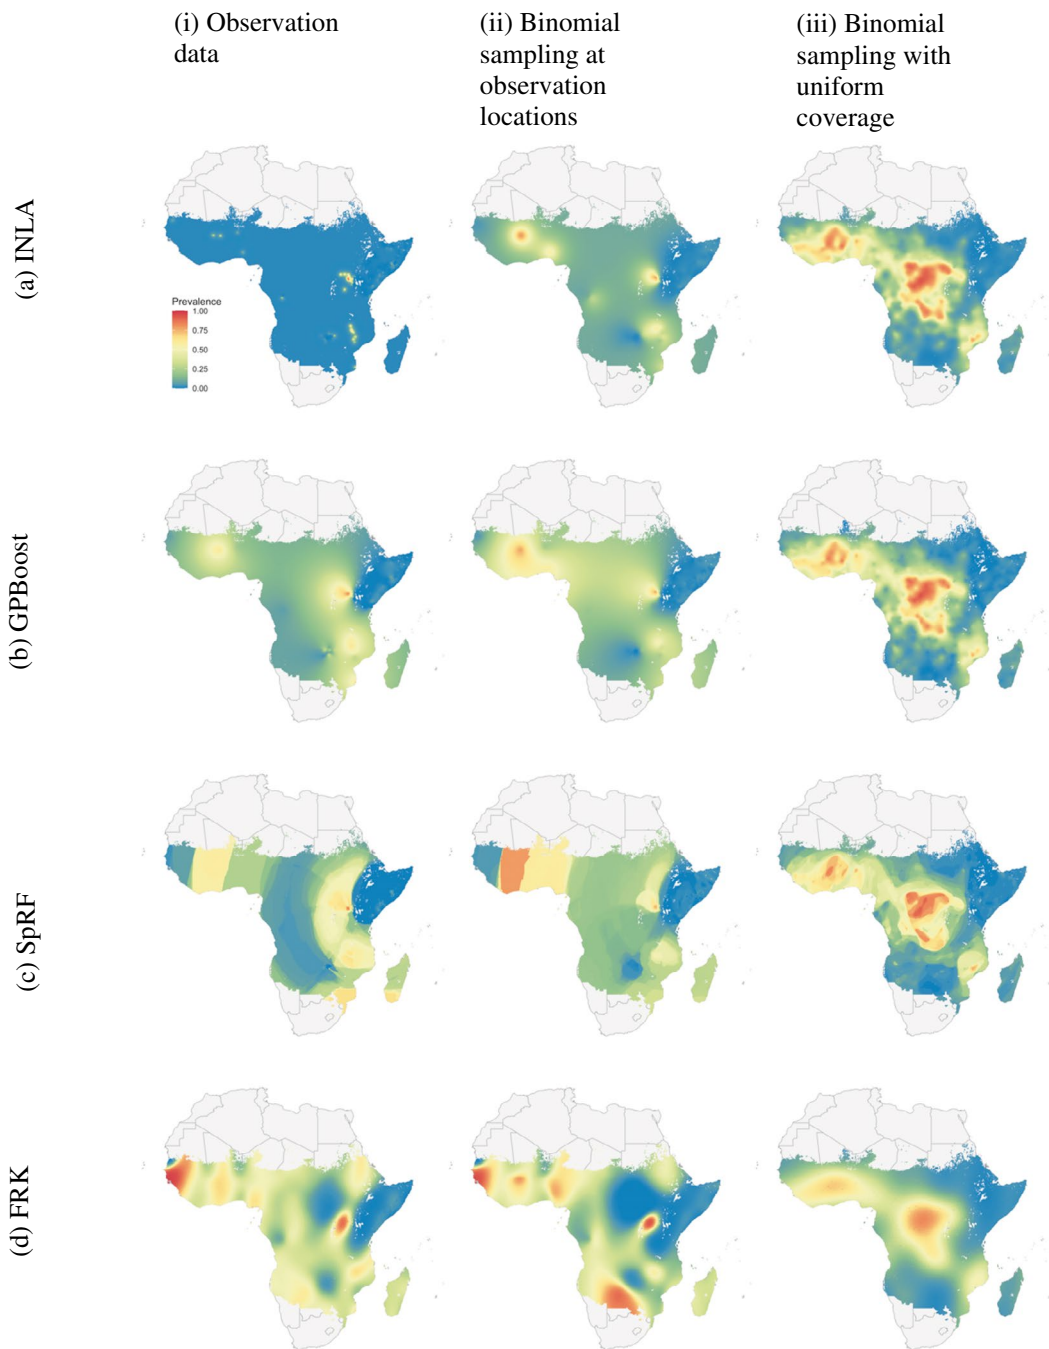 (i) Observation
data
(ii) Binomial
sampling at
observation
locations
(iii) Binomial
sampling with
uniform
coverage
(a) INLA
Prevalence
1.00
0.75
0.50
0.25
0.00
(b) GPBoost
(c) SpRF
(d) FRK